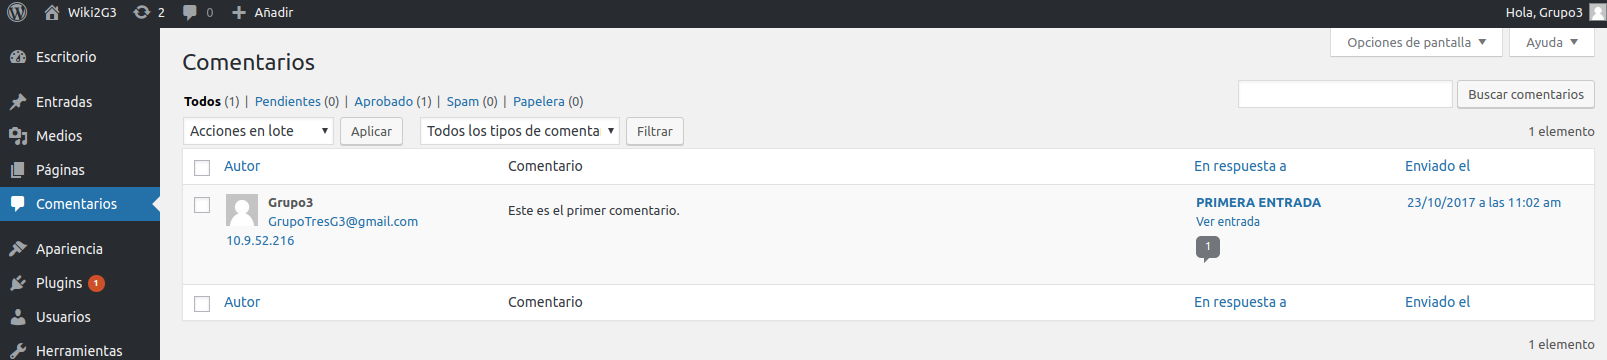 Wiki2G3 2 0 Añadir Hola, Grupo3
Opciones de pantalla Ayuda
Escritorio
Entradas
Medios
Páginas
Comentarios
Apariencia
Plugins 1
Usuarios
Herramientas
Comentarios
Todos (1) | Pendientes (0) | Aprobado (1) | Spam (0) | Papelera (0)
Buscar comentarios
Acciones en lote Aplicar Todos los tipos de comenta Filtrar
1 elemento
Autor Comentario En respuesta a Enviado el
Grupo3
GrupoTresG3@gmail.com
10.9.52.216
Este es el primer comentario.
PRIMERA ENTRADA
Ver entrada
1
23/10/2017 a las 11:02 am
Autor Comentario En respuesta a Enviado el
1 elemento